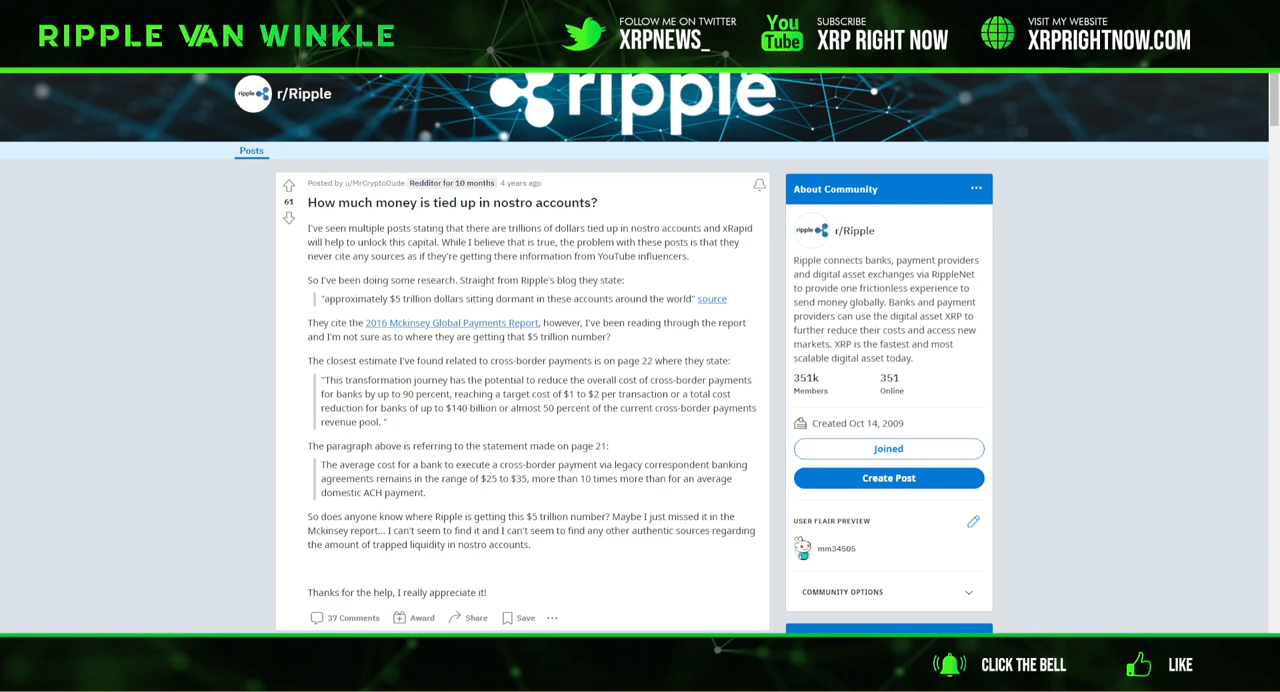 RIPPLE VAN WINKLE
FOLLOW ME ON TWITTER
XRPNEWS_
You
Tube
SUBSCRIBE
XRP RIGHT NOW
VISIT MY WEBSITE
XRPRIGHTNOW.COM
ripple
r/Ripple
ripple
Posts
Posted by u/MrCryptoDude Redditor for 10 months 4 years ago
61
How much money is tied up in nostro accounts?
I've seen multiple posts stating that there are trillions of dollars tied up in nostro accounts and xRapid
will help to unlock this capital. While I believe that is true, the problem with these posts is that they
never cite any sources as if they're getting there information from YouTube influencers.
So I've been doing some research. Straight from Ripple's blog they state:
"approximately $5 trillion dollars sitting dormant in these accounts around the world" source
They cite the 2016 Mckinsey Global Payments Report, however, I've been reading through the report
and I'm not sure as to where they are getting that $5 trillion number?
The closest estimate I've found related to cross-border payments is on page 22 where they state:
"This transformation journey has the potential to reduce the overall cost of cross-border payments
for banks by up to 90 percent, reaching a target cost of $1 to $2 per transaction or a total cost
reduction for banks of up to $140 billion or almost 50 percent of the current cross-border payments
revenue pool. "
The paragraph above is referring to the statement made on page 21:
The average cost for a bank to execute a cross-border payment via legacy correspondent banking
agreements remains in the range of $25 to $35, more than 10 times more than for an average
domestic ACH payment.
So does anyone know where Ripple is getting this $5 trillion number? Maybe I just missed it in the
Mckinsey report... I can't seem to find it and I can't seem to find any other authentic sources regarding
the amount of trapped liquidity in nostro accounts.
Thanks for the help, I really appreciate it!
37 Comments Award Share Save
About Community
ripple
r/Ripple
Ripple connects banks, payment providers
and digital asset exchanges via RippleNet
to provide one frictionless experience to
send money globally. Banks and payment
providers can use the digital asset XRP to
further reduce their costs and access new
markets. XRP is the fastest and most
scalable digital asset today.
351k 351
Members Online
Created Oct 14, 2009
Joined
Create Post
USER FLAIR PREVIEW
mm34505
COMMUNITY OPTIONS
CLICK THE BELL
LIKE